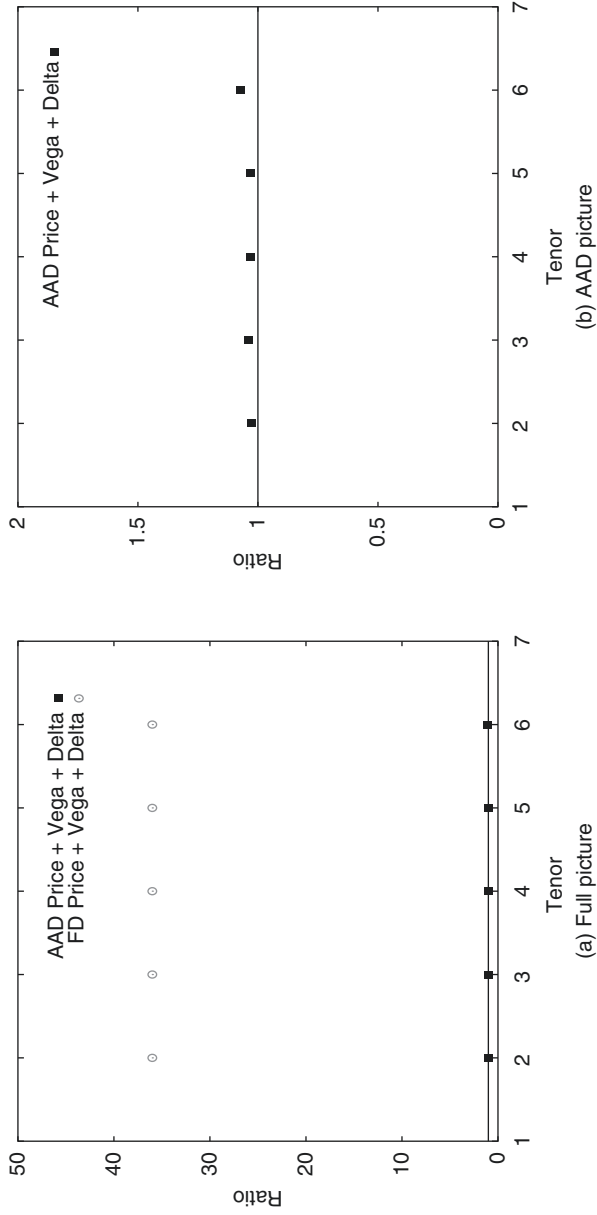 50
40
30
20
10
0
Ratio
AAD Price + Vega + Delta
FD Price + Vega + Delta
1
2
3
4
5
6
7
Tenor
(a) Full picture
2
1.5
1
0.5
0
Ratio
AAD Price + Vega + Delta
1
2
3
4
5
6
7
Tenor
(b) AAD picture